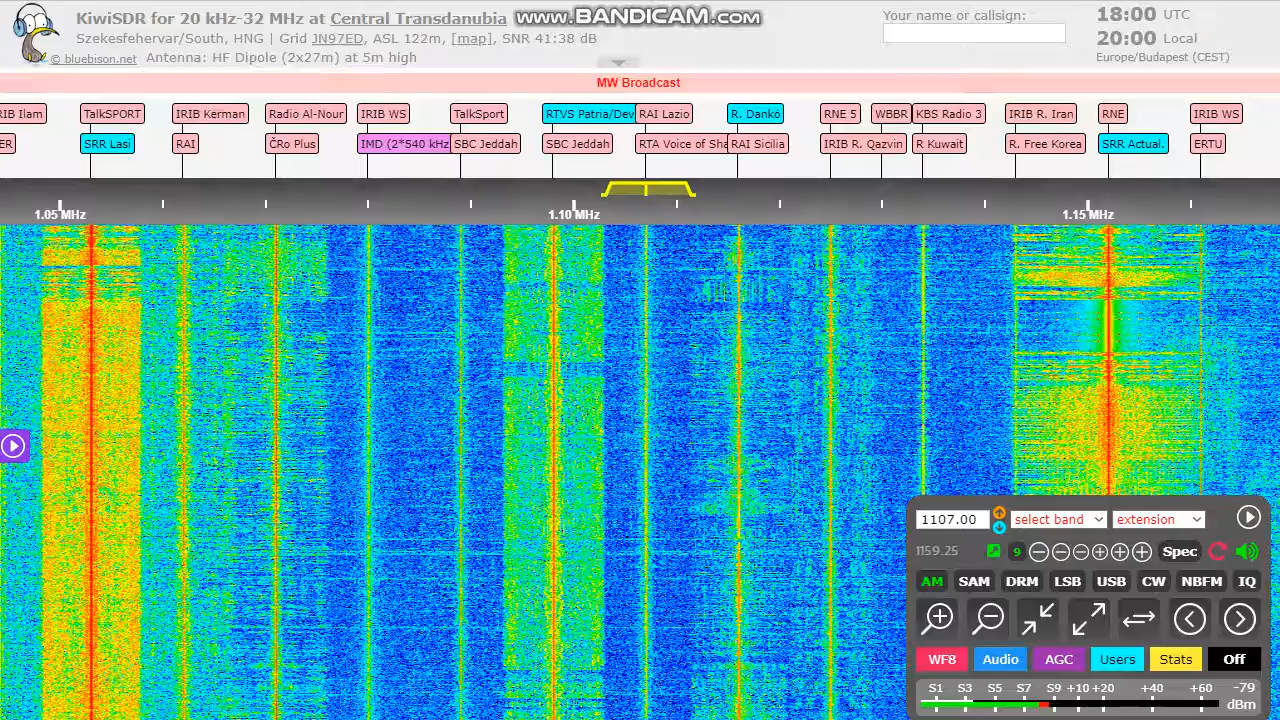 KiwiSDR for 20 kHz-32 MHz at Central Transdanubia
www.BANDICAM.com
Your name or callsign:
18:00 UTC
Szekesfehervar/South, HNG | Grid JN97ED, ASL 122m, [map], SNR 41:38 dB
20:00 Local
© bluebison.net Antenna: HF Dipole (2x27m) at 5m high
Europe/Budapest (CEST)
MW Broadcast
IB Ilam TalkSPORT IRIB Kerman Radio Al-Nour IRIB WS TalkSport RTVS Patria/Dev RAI Lazio R. Dankó RNE 5 WBBR KBS Radio 3 IRIB R. Iran RNE IRIB WS
ER SRR Lasi RAI ČRo Plus IMD (2*540 kHz SBC Jeddah SBC Jeddah RTA Voice of Sha RAI Sicilia IRIB R. Qazvin R Kuwait R. Free Korea SRR Actual. ERTU
1.05 MHz 1.10 MHz 1.15 MHz
1107.00 select band extension
1159.25 9 Spec
AM SAM DRM LSB USB CW NBFM IQ
WF8 Audio AGC Users Stats Off
S1 S3 S5 S7 S9 +10 +20 +40 +60 -79
dBm